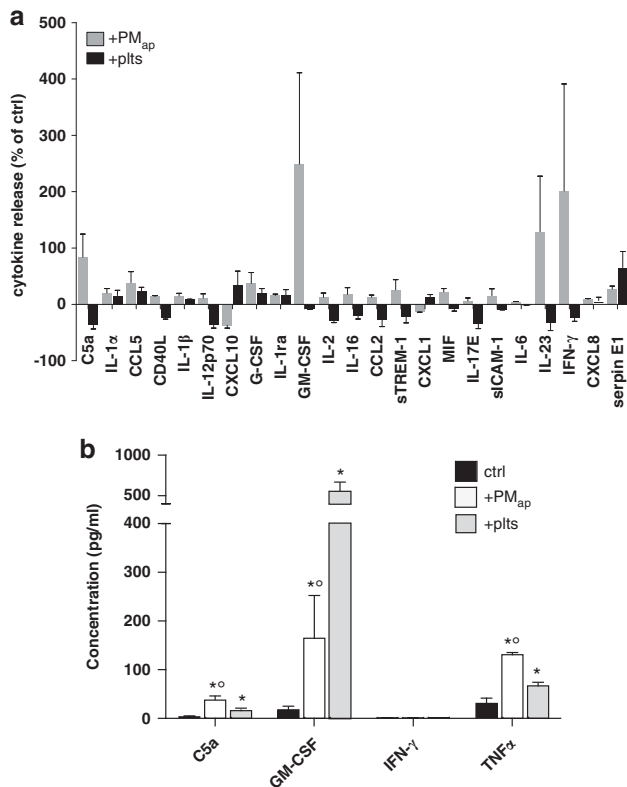 a
+PMap
+plts
cytokine release (% of ctrl)
500
400
300
200
100
0
-100
C5a
IL-1α
CCL5
CD40L
IL-1β
IL-12p70
CXCL10
G-CSF
IL-1ra
GM-CSF
IL-2
IL-16
CCL2
sTREM-1
CXCL1
MIF
IL-17E
sICAM-1
IL-6
IL-23
IFN-γ
CXCL8
serpin E1
b
ctrl
+PMap
+plts
Concentration (pg/ml)
1000
500
400
300
200
100
0
*
*°
*° *
*° *
C5a
GM-CSF
IFN-γ
TNFα